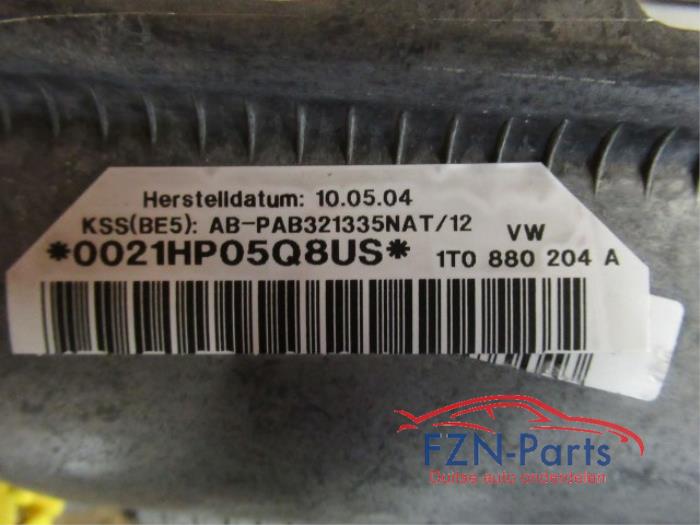 Herstelldatum: 10.05.04
KSS(BE5): AB-PAB321335NAT/12 VW
*0021HP05Q8US* 1T0 880 204 A
FZN-Parts
Duitse auto onderdelen